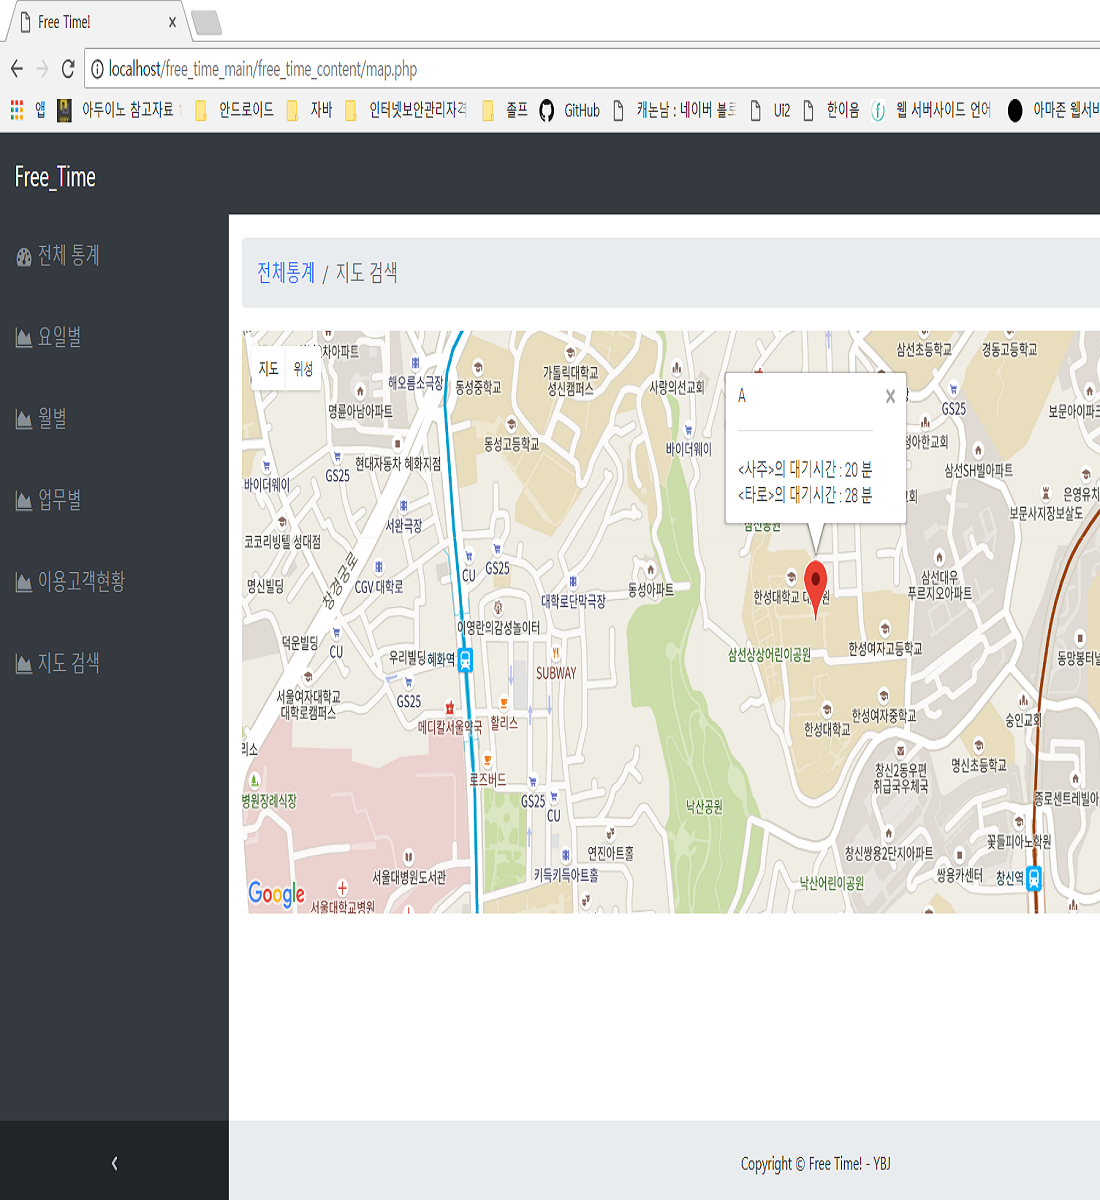 Free Time!
localhost/free_time_main/free_time_content/map.php
앱
아두이노 참고자료
안드로이드
자바
인터넷보안관리자격
졸프
GitHub
캐논남 : 네이버 블로
Ui2
한이음
웹 서버사이드 언어
아마존 웹서비
Free_Time
전체 통계
요일별
월별
업무별
이용고객현황
지도 검색
전체통계 / 지도 검색
지도 위성
A
<사주>의 대기시간 : 20 분
<타로>의 대기시간 : 28 분
차아파트
해오름소극장
동성중학교
가톨릭대학교
성신캠퍼스
사랑의선교회
삼선초등학교
경동고등학교
명륜아남아파트
GS25
보문아이파크
동성고등학교
바이더웨이
정아한교회
현대자동차 혜화지점
삼선SH빌아파트
바이더웨이
GS25
은영유치
보문사지장보살도
서완극장
삼선공원
코코리빙텔 성대점
창경궁로
CGV 대학로
명신빌딩
CU
GS25
대학로단막극장
동성아파트
한성대학교
삼선대우
푸르지오아파트
이영란의감성놀이터
덕운빌딩
CU
우리빌딩
혜화역
SUBWAY
삼선상상어린이공원
한성여자고등학교
동망봉터널
서울여자대학교
대학로캠퍼스
GS25
메디칼서울약국
할리스
한성대학교
한성여자중학교
숭인교회
리소
로즈버드
창신2동우편
취급국우체국
명신초등학교
병원장례식장
GS25
CU
낙산공원
종로센트레빌아
꽃들피아노학원
연진아트홀
창신쌍용2단지아파트
서울대병원도서관
키득키득아트홀
낙산어린이공원
쌍용카센터
창신역
Google
서울대학교병원
Copyright © Free Time! - YBJ